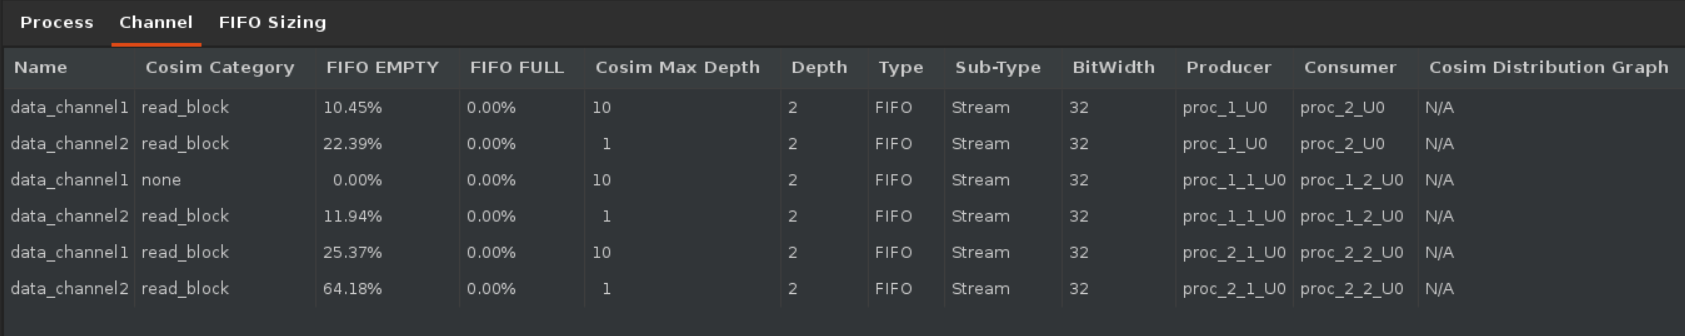 Process Channel FIFO Sizing
Name Cosim Category FIFO EMPTY FIFO FULL Cosim Max Depth Depth Type Sub-Type BitWidth Producer Consumer Cosim Distribution Graph
data_channel1 read_block 10.45% 0.00% 10 2 FIFO Stream 32 proc_1_U0 proc_2_U0 N/A
data_channel2 read_block 22.39% 0.00% 1 2 FIFO Stream 32 proc_1_U0 proc_2_U0 N/A
data_channel1 none 0.00% 0.00% 10 2 FIFO Stream 32 proc_1_1_U0 proc_1_2_U0 N/A
data_channel2 read_block 11.94% 0.00% 1 2 FIFO Stream 32 proc_1_1_U0 proc_1_2_U0 N/A
data_channel1 read_block 25.37% 0.00% 10 2 FIFO Stream 32 proc_2_1_U0 proc_2_2_U0 N/A
data_channel2 read_block 64.18% 0.00% 1 2 FIFO Stream 32 proc_2_1_U0 proc_2_2_U0 N/A